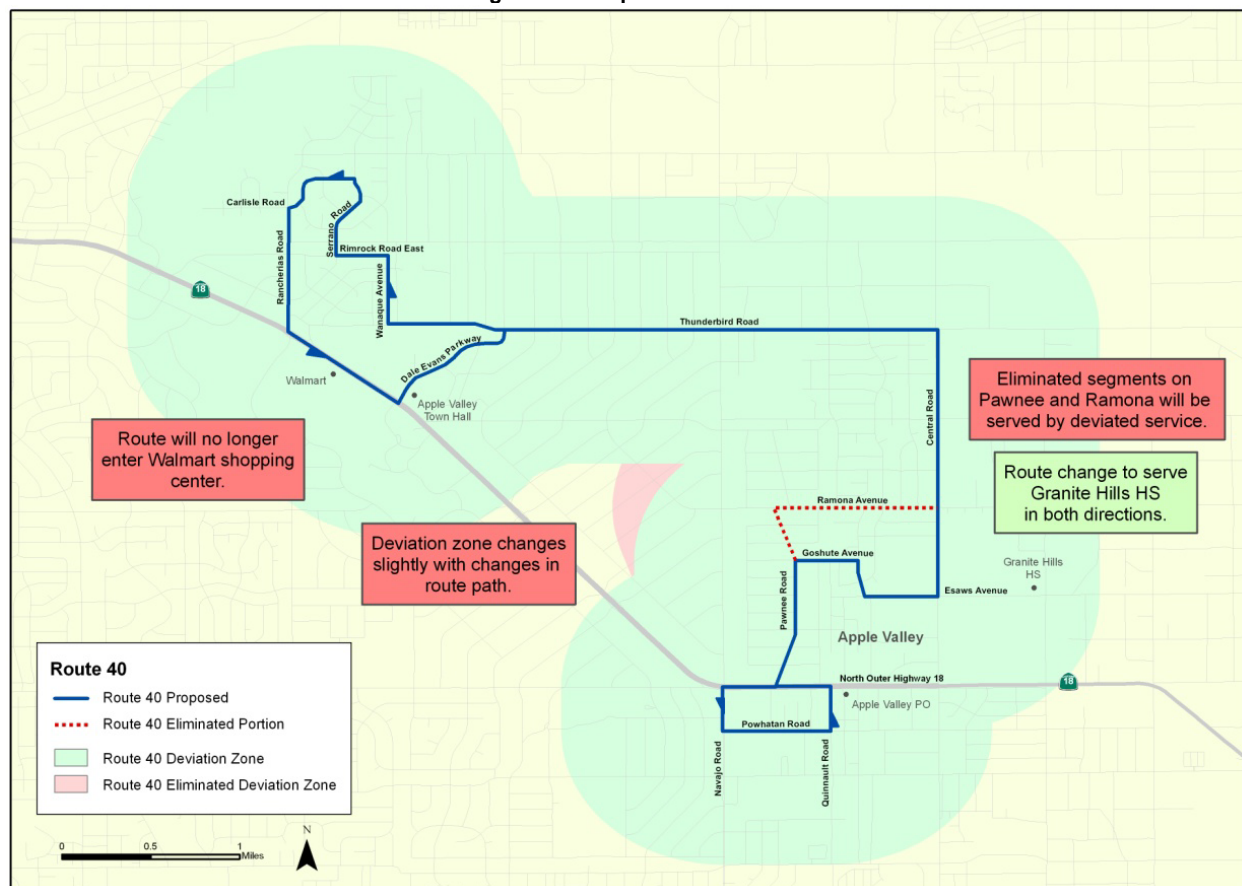 Carlisle Road
Serrano Road
Rimrock Road East
Rancherias Road
Wanaque Avenue
18
Thunderbird Road
Dale Evans Parkway
Walmart
Apple Valley
Town Hall
Central Road
Eliminated segments on
Pawnee and Ramona will be
served by deviated service.
Route will no longer
enter Walmart shopping
center.
Route change to serve
Granite Hills HS
in both directions.
Ramona Avenue
Deviation zone changes
slightly with changes in
route path.
Goshute Avenue
Granite Hills
HS
Esaws Avenue
Pawnee Road
Apple Valley
North Outer Highway 18
18
Apple Valley PO
Powhatan Road
Navajo Road
Quinnault Road
Route 40
Route 40 Proposed
Route 40 Eliminated Portion
Route 40 Deviation Zone
Route 40 Eliminated Deviation Zone
N
0 0.5 1
Miles